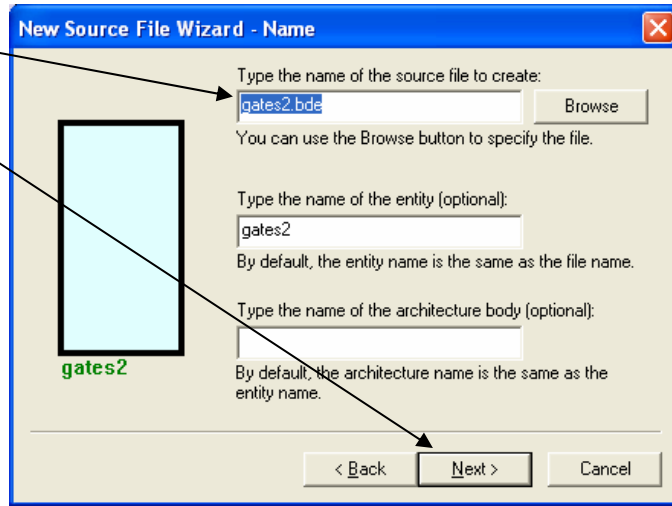 New Source File Wizard - Name
Type the name of the source file to create:
gates2.bde
Browse
You can use the Browse button to specify the file.
Type the name of the entity (optional):
gates2
By default, the entity name is the same as the file name.
Type the name of the architecture body (optional):
gates2
By default, the architecture name is the same as the
entity name.
< Back
Next >
Cancel